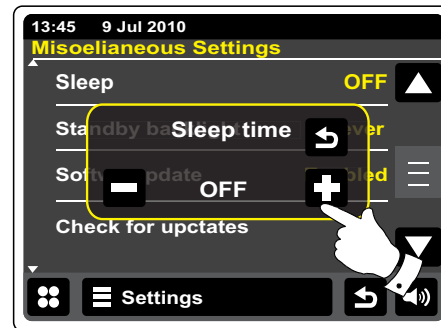 13:45 9 Jul 2010
Misoelianeous Settings
Sleep OFF
Sleep time
OFF
Check for upctates
Settings